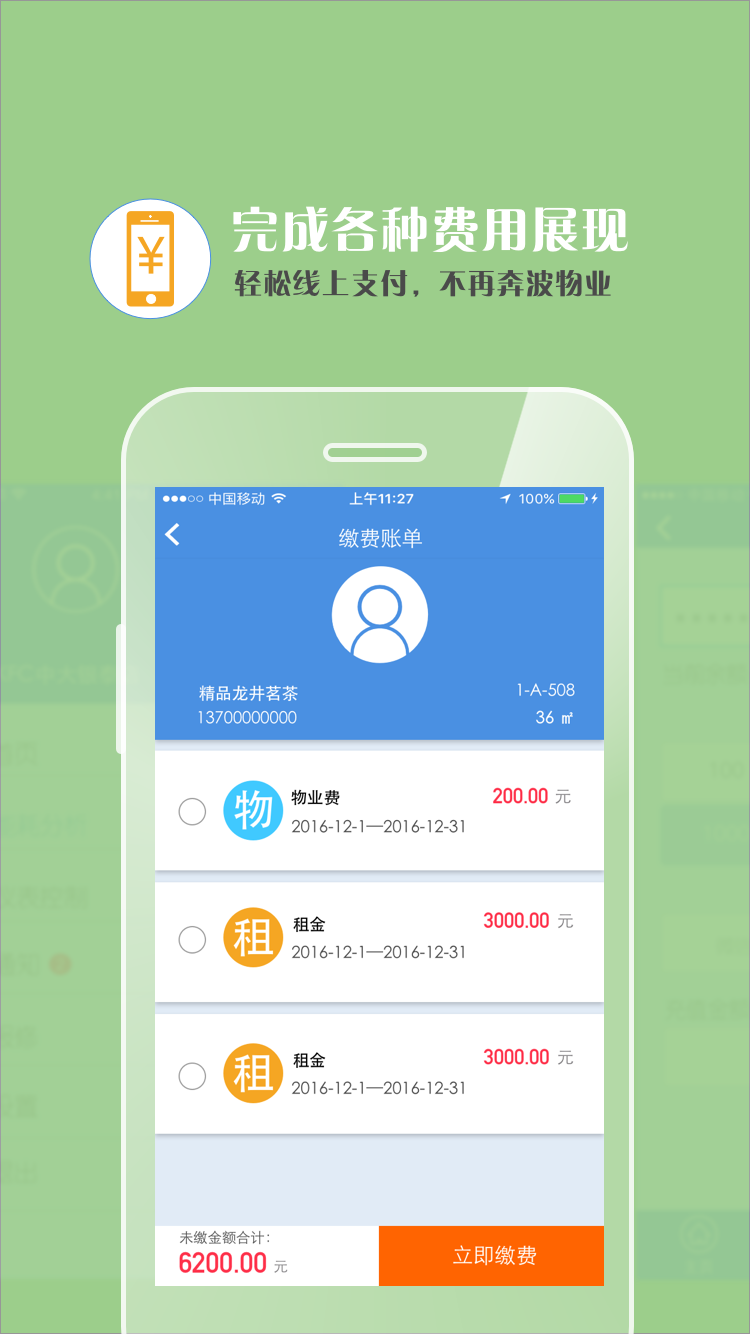 ¥
完成各种费用展现
轻松线上支付，不再奔波物业
中国移动 上午11:27 100%
缴费账单
精品龙井茗茶 1-A-508
13700000000 36 ㎡
物 物业费 200.00 元
2016-12-1—2016-12-31
租 租金 3000.00 元
2016-12-1—2016-12-31
租 租金 3000.00 元
2016-12-1—2016-12-31
未缴金额合计：
6200.00 元
立即缴费